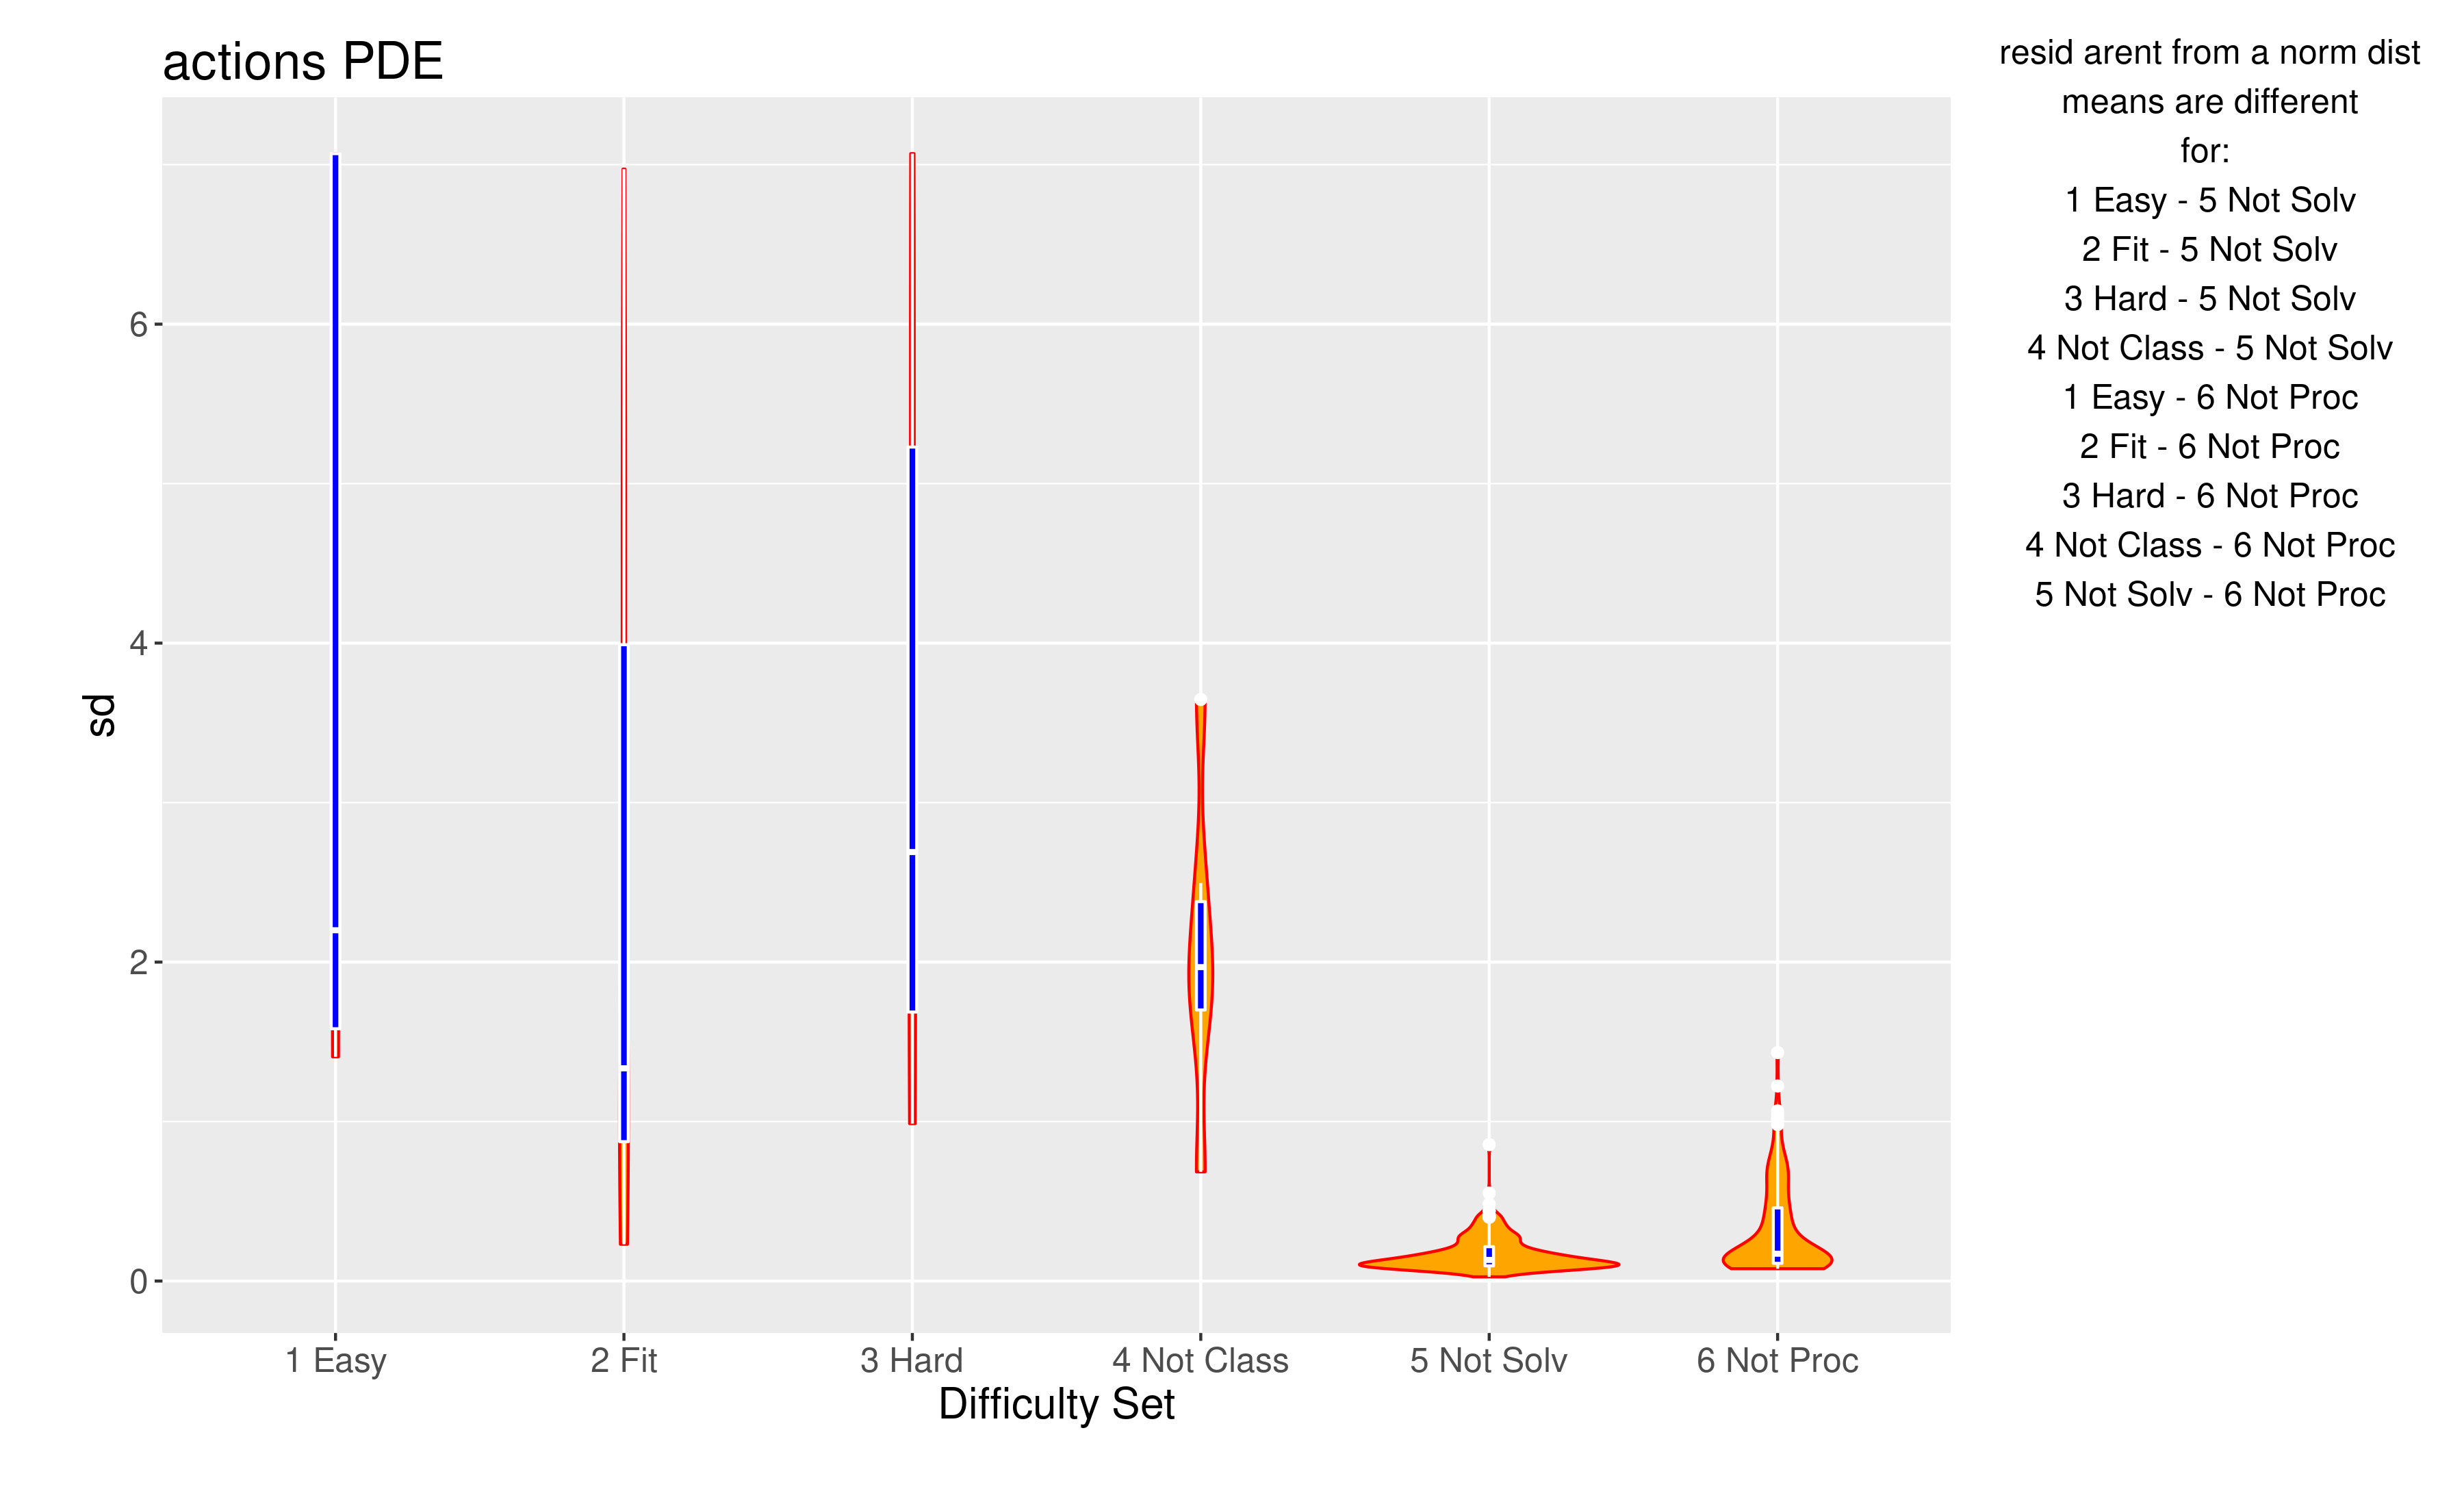 actions PDE
resid arent from a norm dist
means are different
for:
1 Easy - 5 Not Solv
2 Fit - 5 Not Solv
3 Hard - 5 Not Solv
4 Not Class - 5 Not Solv
1 Easy - 6 Not Proc
2 Fit - 6 Not Proc
3 Hard - 6 Not Proc
4 Not Class - 6 Not Proc
5 Not Solv - 6 Not Proc
6
4
2
0
sd
1 Easy
2 Fit
3 Hard
4 Not Class
5 Not Solv
6 Not Proc
Difficulty Set